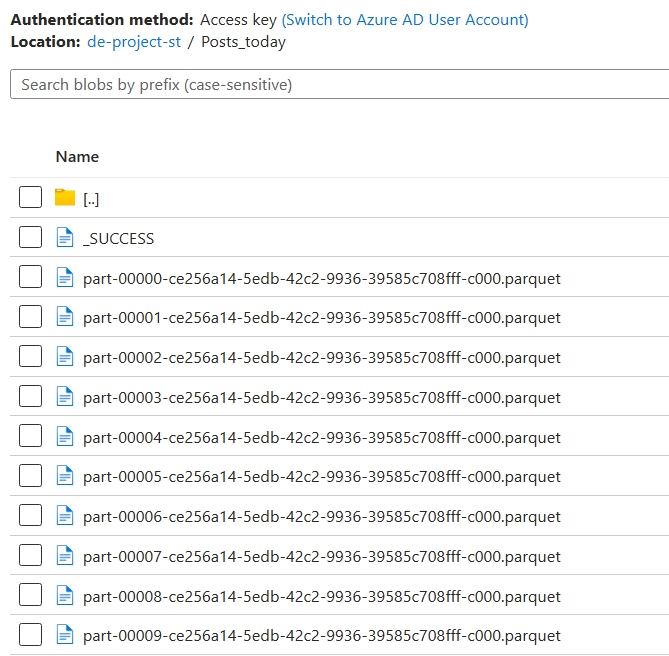 Authentication method: Access key (Switch to Azure AD User Account)
Location: de-project-st / Posts_today
Search blobs by prefix (case-sensitive)
Name
[..]
_SUCCESS
part-00000-ce256a14-5edb-42c2-9936-39585c708fff-c000.parquet
part-00001-ce256a14-5edb-42c2-9936-39585c708fff-c000.parquet
part-00002-ce256a14-5edb-42c2-9936-39585c708fff-c000.parquet
part-00003-ce256a14-5edb-42c2-9936-39585c708fff-c000.parquet
part-00004-ce256a14-5edb-42c2-9936-39585c708fff-c000.parquet
part-00005-ce256a14-5edb-42c2-9936-39585c708fff-c000.parquet
part-00006-ce256a14-5edb-42c2-9936-39585c708fff-c000.parquet
part-00007-ce256a14-5edb-42c2-9936-39585c708fff-c000.parquet
part-00008-ce256a14-5edb-42c2-9936-39585c708fff-c000.parquet
part-00009-ce256a14-5edb-42c2-9936-39585c708fff-c000.parquet